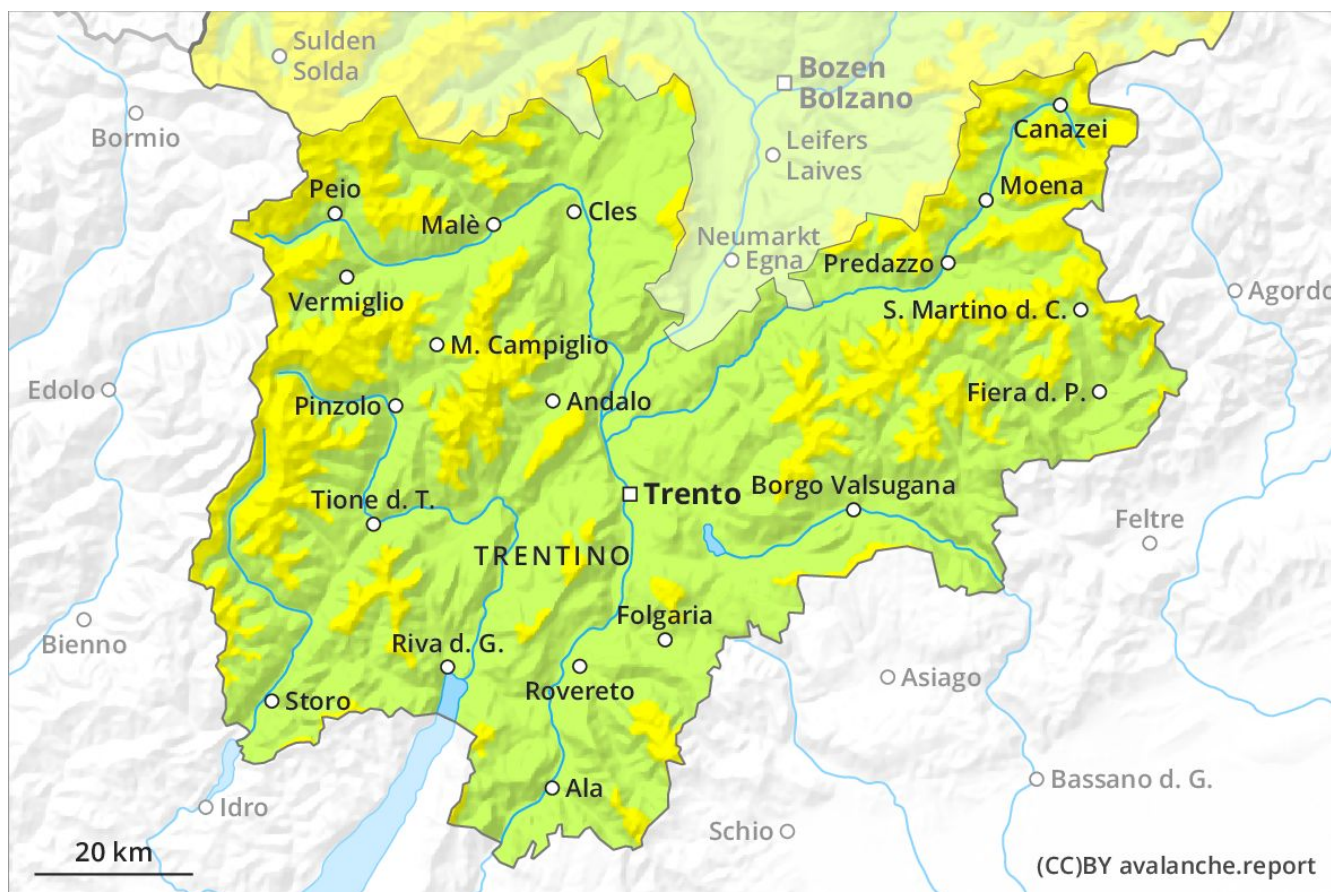 Sulden
Solda
Bozen
Bolzano
Bormio
Canazei
Leifers
Laives
Peio
Moena
Malè
Cles
Neumarkt
Egna
Predazzo
Vermiglio
Agordo
S. Martino d. C.
M. Campiglio
Edolo
Fiera d. P.
Pinzolo
Andalo
Trento
Borgo Valsugana
Tione d. T.
Feltre
TRENTINO
Folgaria
Bienno
Riva d. G.
Asiago
Rovereto
Storo
Bassano d. G.
Ala
Idro
Schio
20 km
(CC)BY avalanche.report